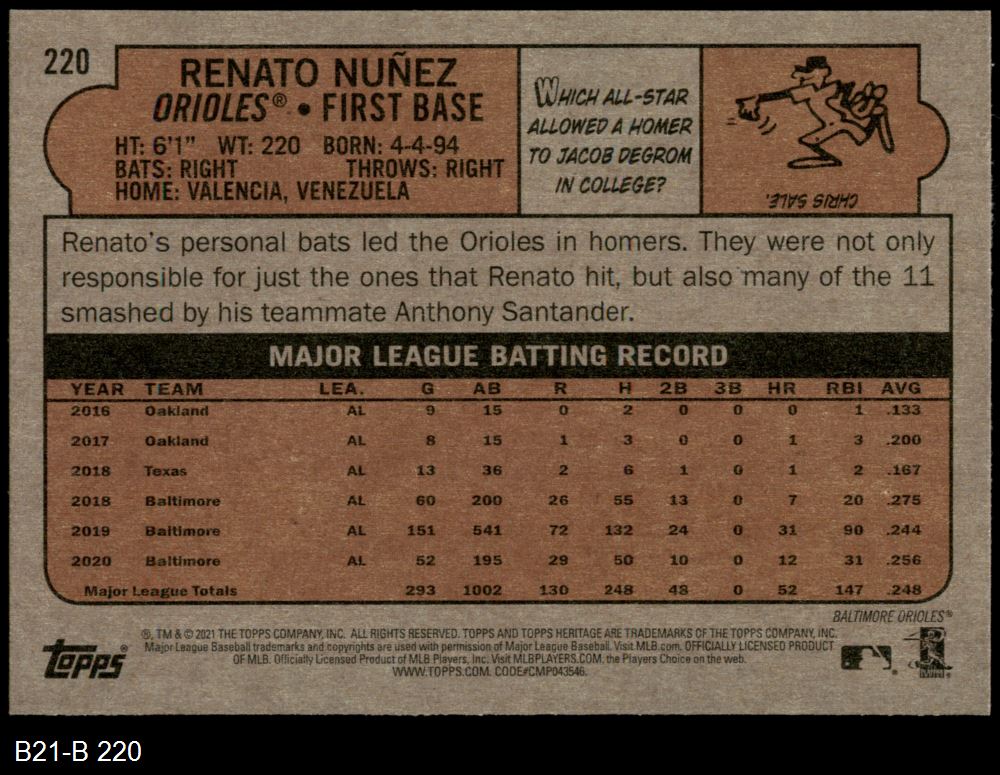 220
RENATO NUÑEZ
ORIOLES® • FIRST BASE
HT: 6'1" WT: 220 BORN: 4-4-94
BATS: RIGHT THROWS: RIGHT
HOME: VALENCIA, VENEZUELA
WHICH ALL-STAR
ALLOWED A HOMER
TO JACOB DEGROM
IN COLLEGE?
CHRIS SALE.
Renato's personal bats led the Orioles in homers. They were not only
responsible for just the ones that Renato hit, but also many of the 11
smashed by his teammate Anthony Santander.
MAJOR LEAGUE BATTING RECORD
YEAR TEAM LEA. G AB R H 2B 3B HR RBI AVG
2016 Oakland AL 9 15 0 2 0 0 0 1 .133
2017 Oakland AL 8 15 1 3 0 0 1 3 .200
2018 Texas AL 13 36 2 6 1 0 1 2 .167
2018 Baltimore AL 60 200 26 55 13 0 7 20 .275
2019 Baltimore AL 151 541 72 132 24 0 31 90 .244
2020 Baltimore AL 52 195 29 50 10 0 12 31 .256
Major League Totals 293 1002 130 248 48 0 52 147 .248
BALTIMORE ORIOLES®
®, TM & © 2021 THE TOPPS COMPANY, INC. ALL RIGHTS RESERVED. TOPPS AND TOPPS HERITAGE ARE TRADEMARKS OF THE TOPPS COMPANY, INC.
Major League Baseball trademarks and copyrights are used with permission of Major League Baseball. Visit MLB.com. OFFICIALLY LICENSED PRODUCT
OF MLB. Officially Licensed Product of MLB Players, Inc. Visit MLBPLAYERS.COM, the Players Choice on the web.
WWW.TOPPS.COM. CODE#CMP043546.
topps®
B21-B 220